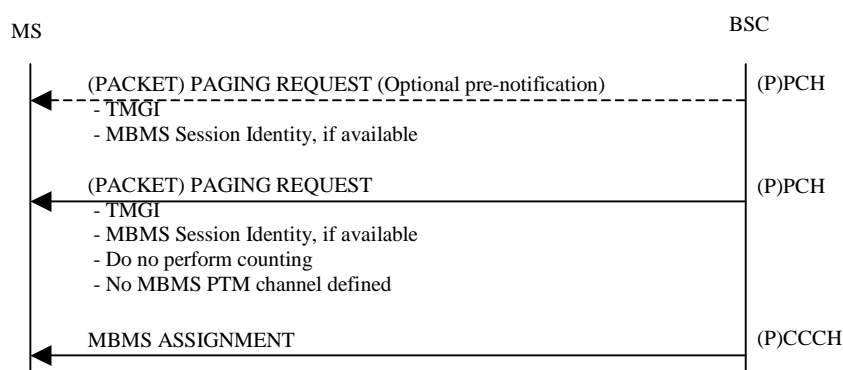 MS
BSC
(PACKET) PAGING REQUEST (Optional pre-notification)
(P)PCH
- TMGI
- MBMS Session Identity, if available
(PACKET) PAGING REQUEST
(P)PCH
- TMGI
- MBMS Session Identity, if available
- Do no perform counting
- No MBMS PTM channel defined
MBMS ASSIGNMENT
(P)CCCH